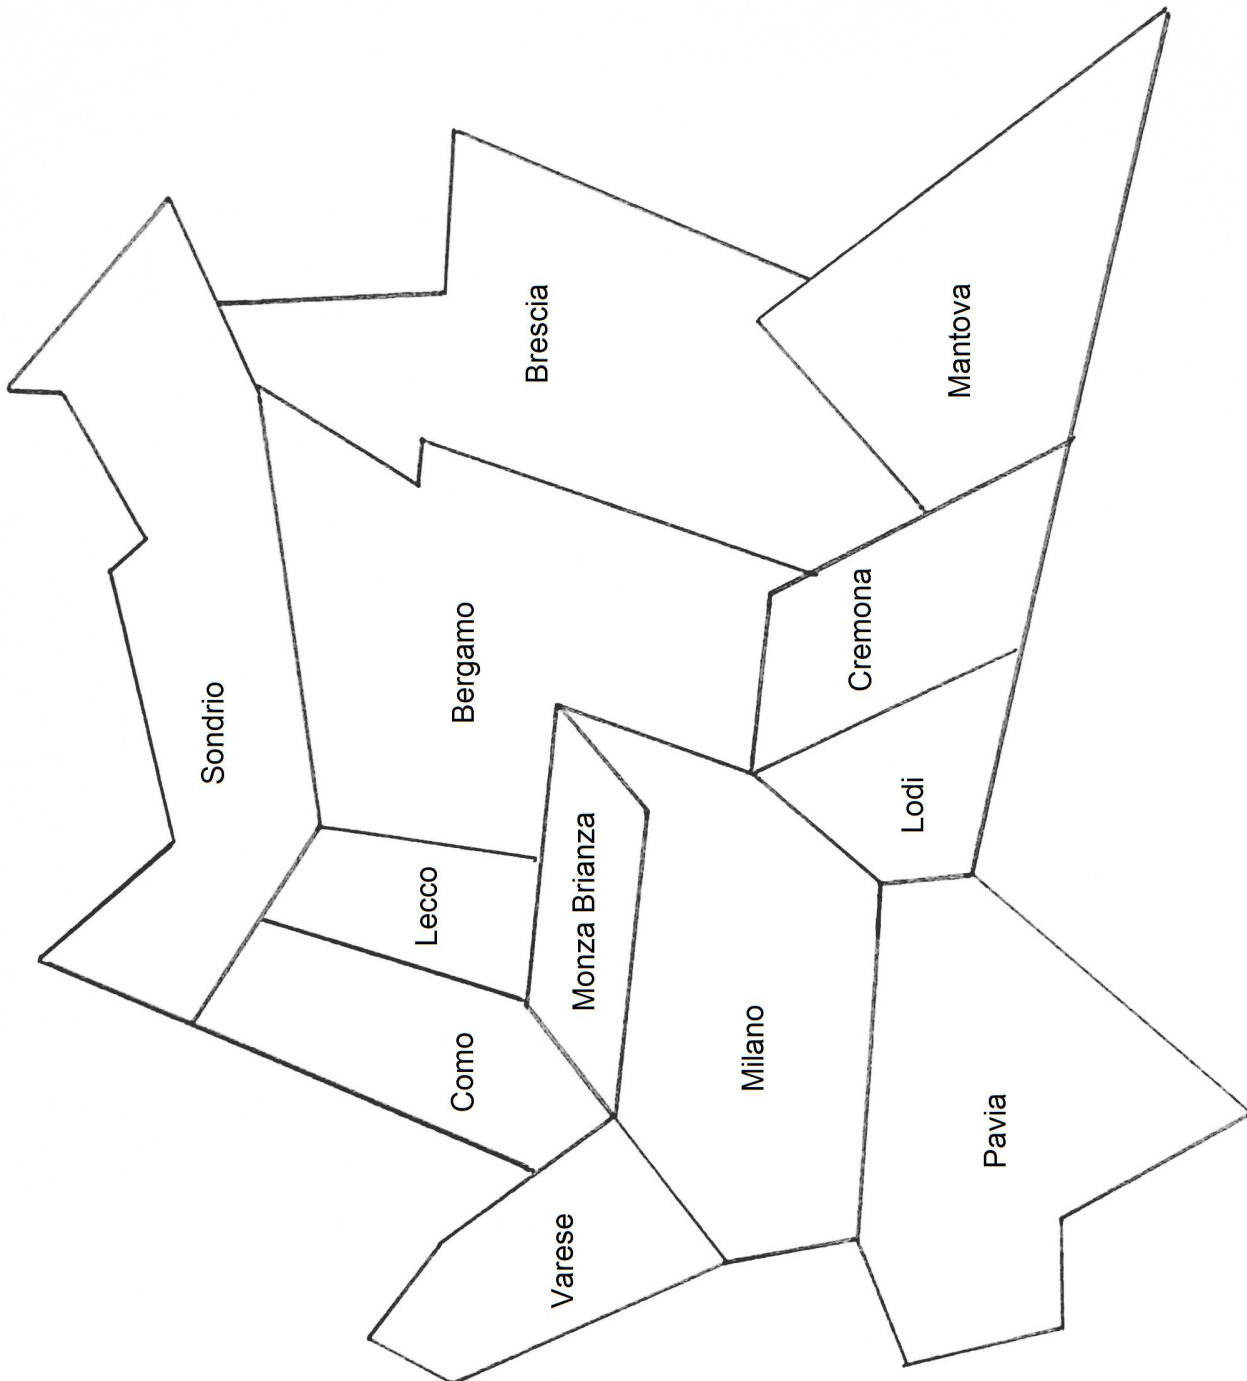 Sondrio
Brescia
Mantova
Bergamo
Cremona
Lecco
Como
Monza Brianza
Lodi
Milano
Varese
Pavia